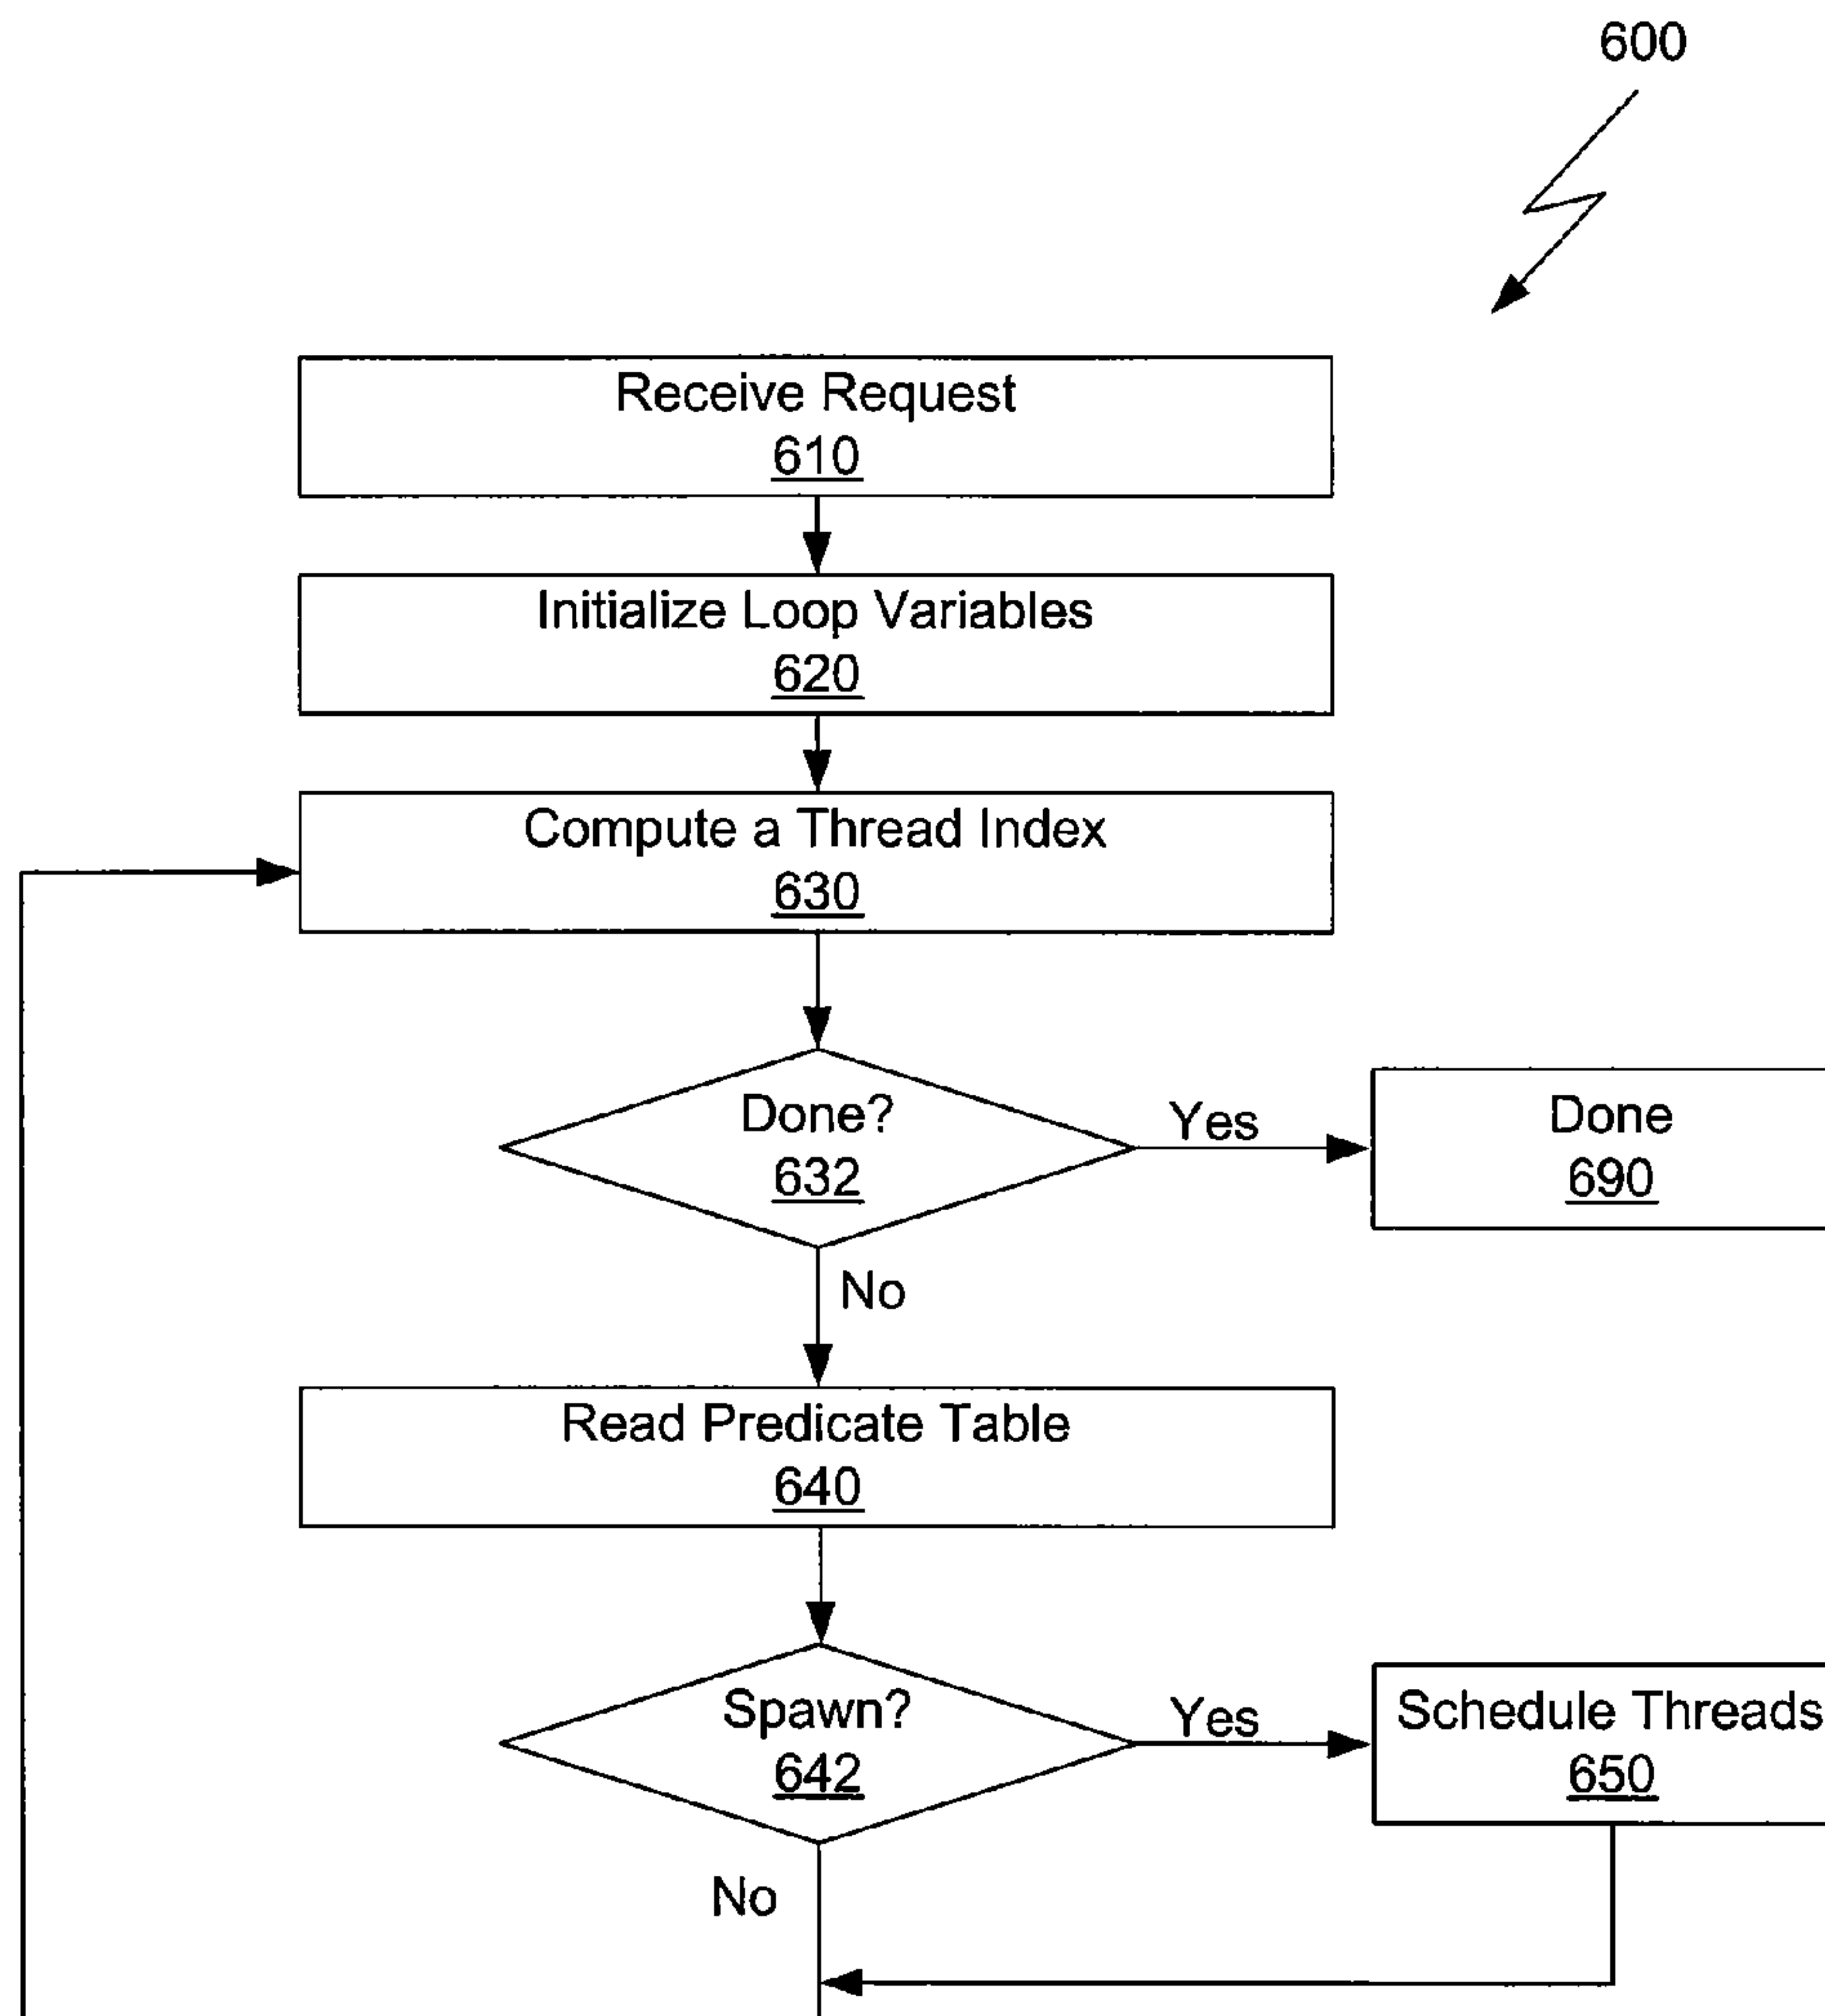 600
Receive Request
610
Initialize Loop Variables
620
Compute a Thread Index
630
Done?
632
Yes
Done
690
No
Read Predicate Table
640
Spawn?
642
Yes
Schedule Threads
650
No